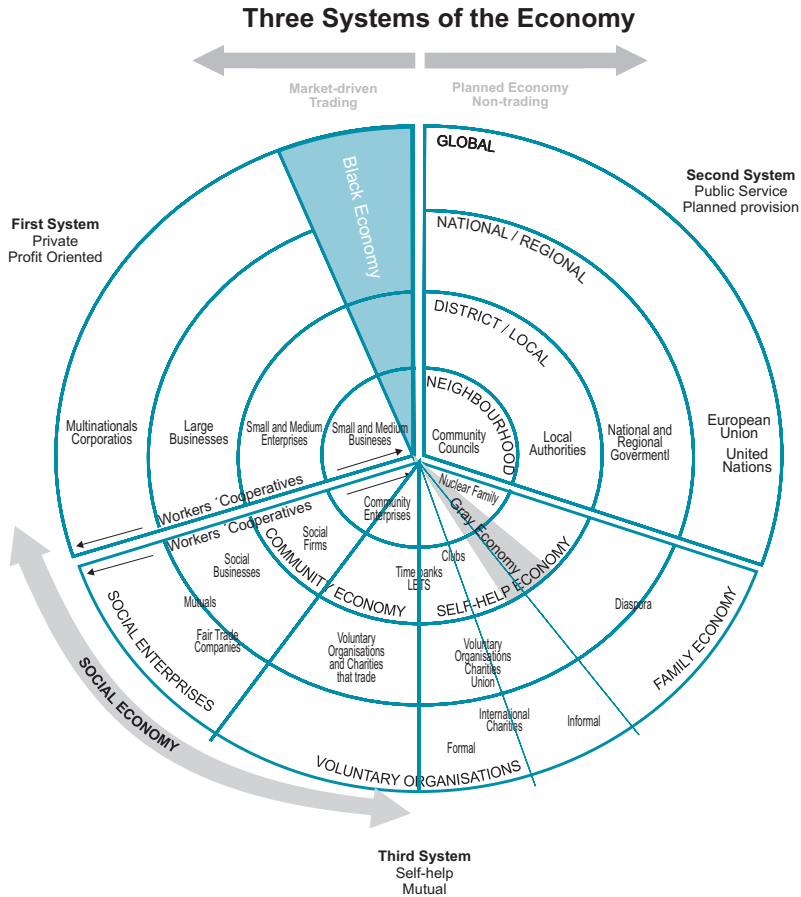 Three Systems of the Economy
Market-driven
Trading
Planned Economy
Non-trading
First System
Private
Profit Oriented
Second System
Public Service
Planned provision
Black Economy
GLOBAL
NATIONAL / REGIONAL
DISTRICT / LOCAL
NEIGHBOURHOOD
Multinationals
Corporatios
Large
Businesses
Small and Medium
Enterprises
Small and Medium
Busineses
Community
Councils
Local
Authorities
National and
Regional
Govermentl
European
Union
United
Nations
Workers ´Cooperatives
Workers ´Cooperatives
Community
Enterprises
Social
Firms
Social
Businesses
Mutuals
Fair Trade
Companies
COMMUNITY ECONOMY
SOCIAL ENTERPRISES
SOCIAL ECONOMY
Nuclear Family
Gray Economy
Clubs
Time banks
LETS
SELF-HELP ECONOMY
Diaspora
FAMILY ECONOMY
Voluntary
Organisations
and Charities
that trade
Voluntary
Organisations
Charities
Union
International
Charities
Informal
Formal
VOLUNTARY ORGANISATIONS
Third System
Self-help
Mutual